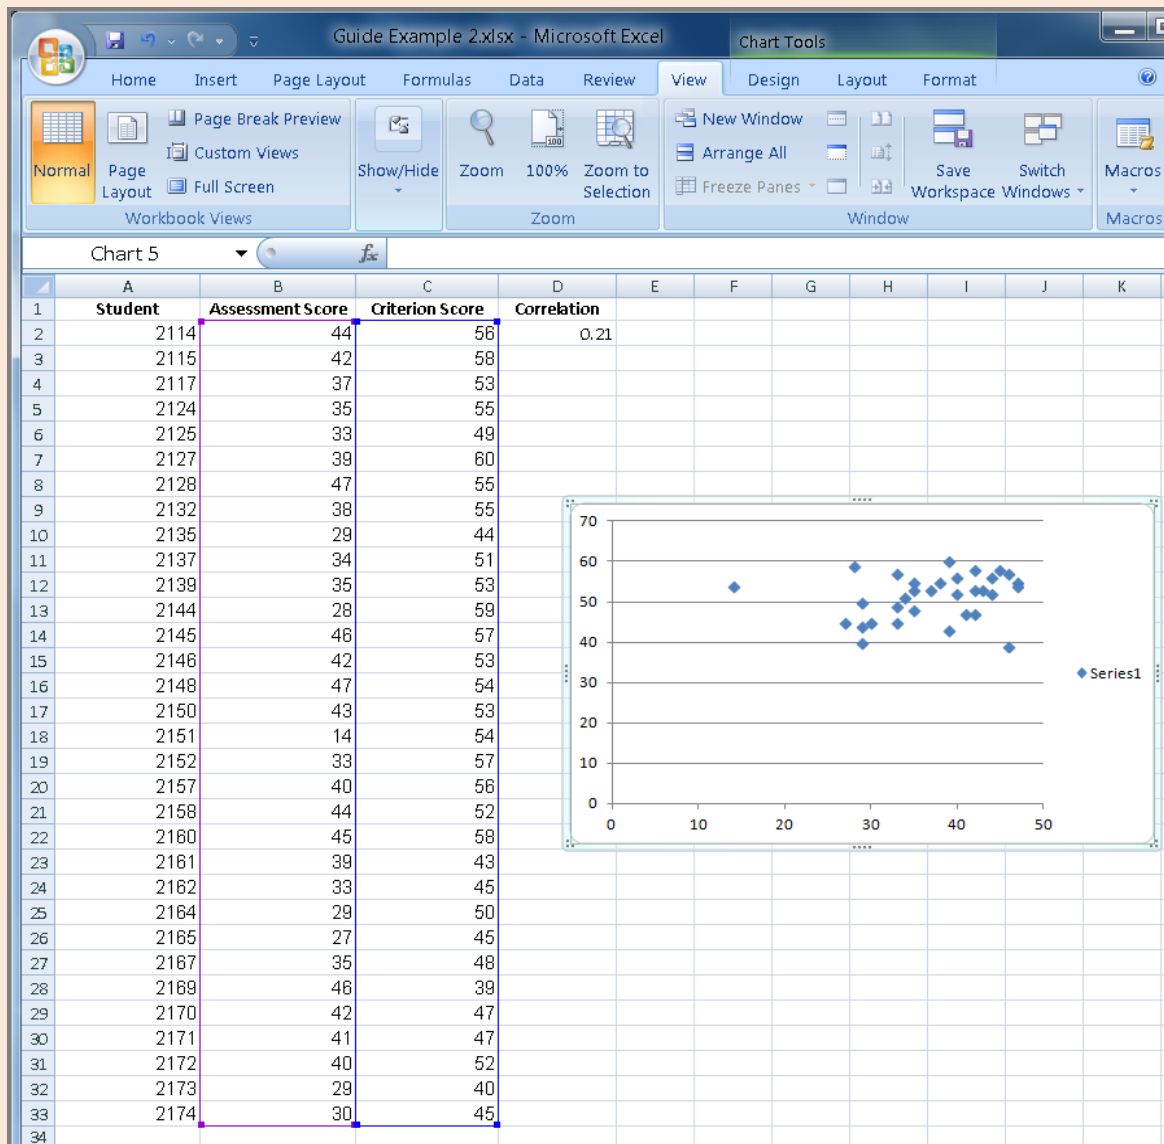 Guide Example 2.xlsx - Microsoft Excel
Chart Tools
Home Insert Page Layout Formulas Data Review View Design Layout Format
Normal
Page Layout
Page Break Preview
Custom Views
Full Screen
Workbook Views
Show/Hide
Zoom
100%
Zoom to Selection
Zoom
New Window
Arrange All
Freeze Panes
Save Workspace
Switch Windows
Window
Macros
Macros
Chart 5
fx
A B C D E F G H I J K
1 Student Assessment Score Criterion Score Correlation
2 2114 44 56 0.21
3 2115 42 58
4 2117 37 53
5 2124 35 55
6 2125 33 49
7 2127 39 60
8 2128 47 55
9 2132 38 55
10 2135 29 44
11 2137 34 51
12 2139 35 53
13 2144 28 59
14 2145 46 57
15 2146 42 53
16 2148 47 54
17 2150 43 53
18 2151 14 54
19 2152 33 57
20 2157 40 56
21 2158 44 52
22 2160 45 58
23 2161 39 43
24 2162 33 45
25 2164 29 50
26 2165 27 45
27 2167 35 48
28 2169 46 39
29 2170 42 47
30 2171 41 47
31 2172 40 52
32 2173 29 40
33 2174 30 45
34
70
60
50
40
30
20
10
0
0 10 20 30 40 50
Series1